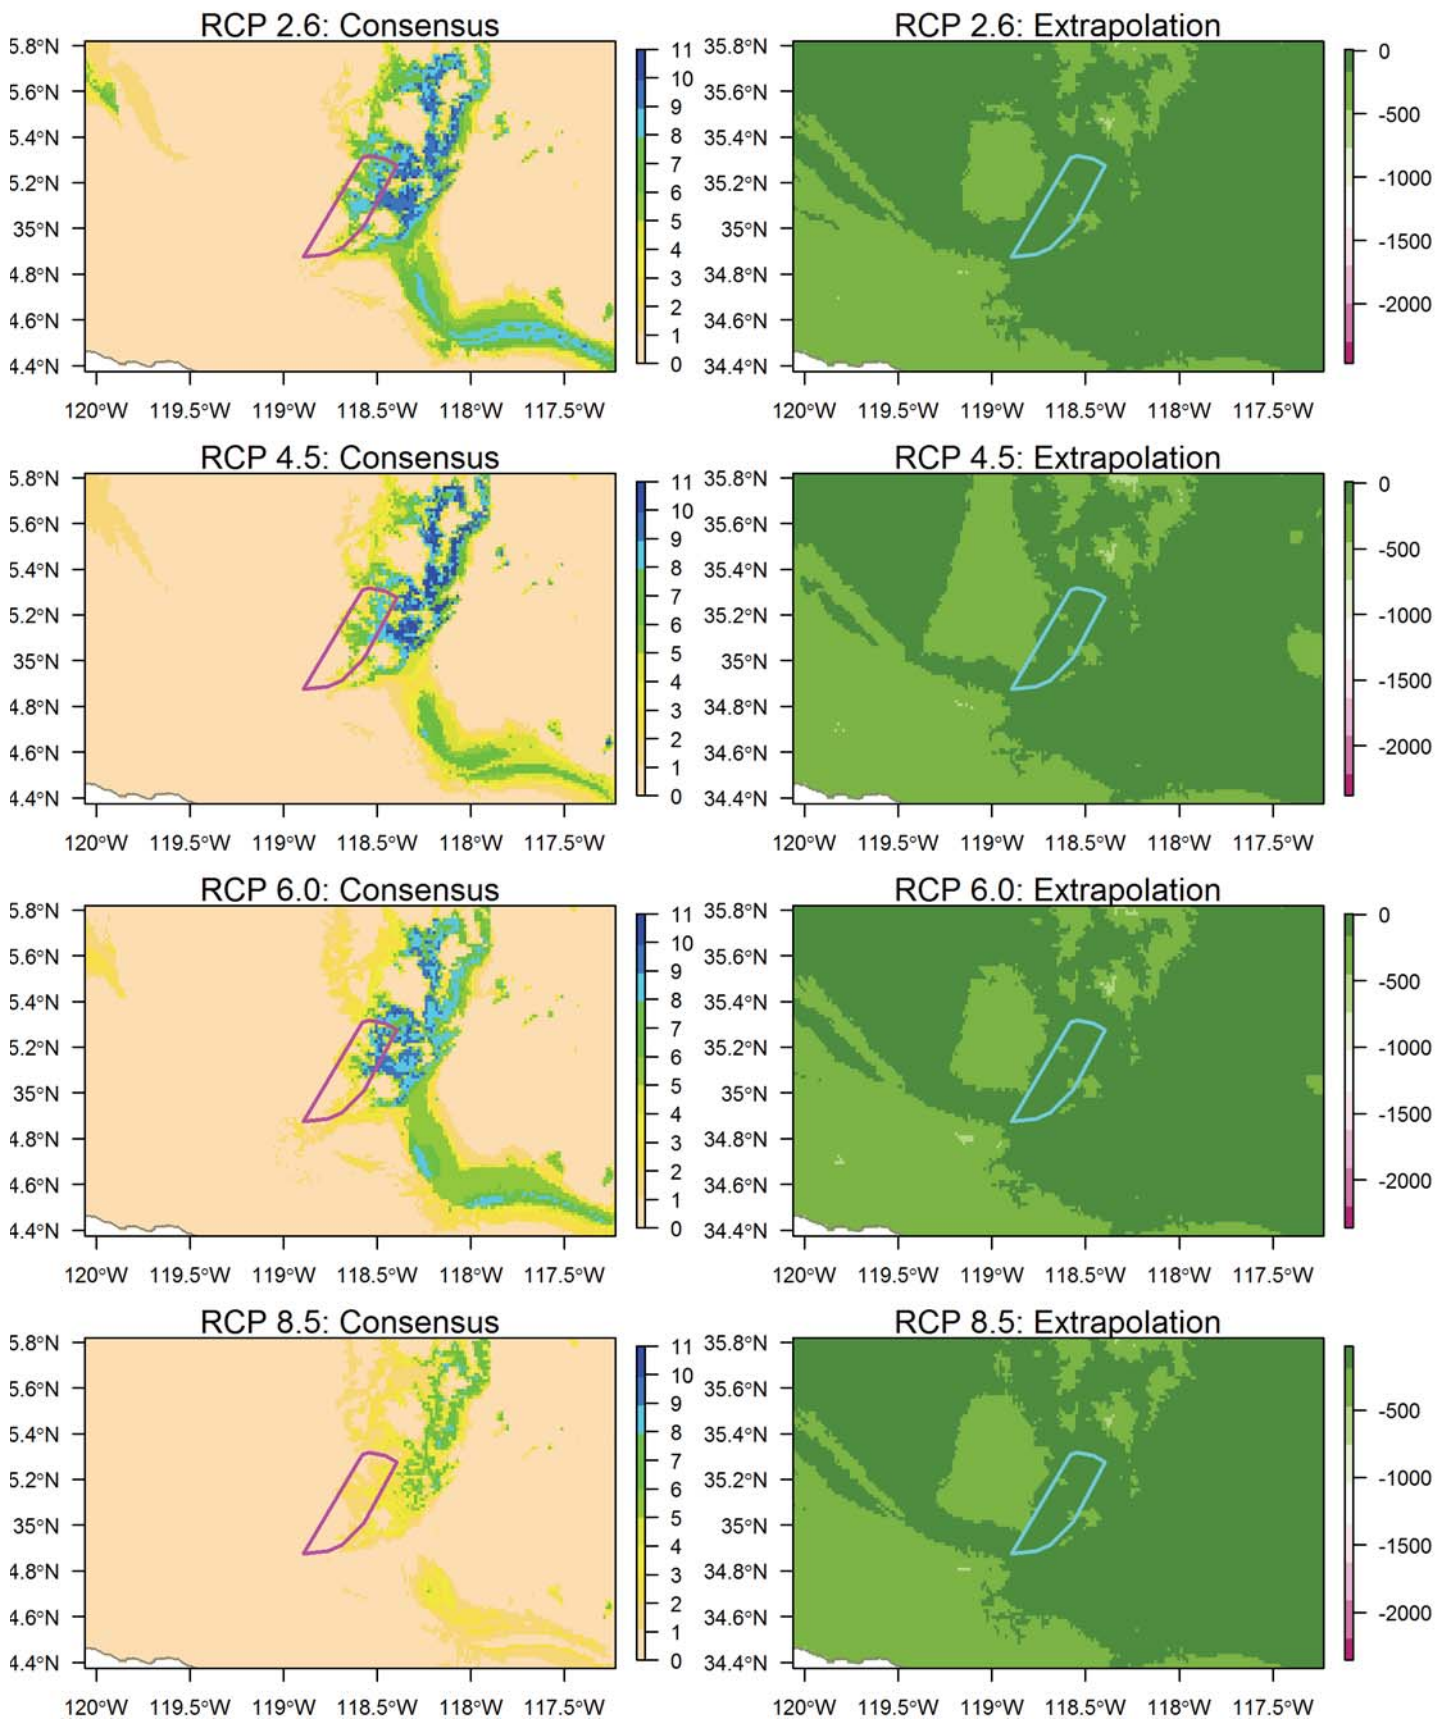 RCP 2.6: Consensus RCP 2.6: Extrapolation
5.8°N 11 35.8°N 0
10
5.6°N 9 35.6°N -500
5.4°N 8 35.4°N
7
5.2°N 6 35.2°N -1000
35°N 5 35°N
4 -1500
4.8°N 3 34.8°N
4.6°N 2 34.6°N -2000
1
4.4°N 0 34.4°N
120°W 119.5°W 119°W 118.5°W 118°W 117.5°W 120°W 119.5°W 119°W 118.5°W 118°W 117.5°W
RCP 4.5: Consensus RCP 4.5: Extrapolation
5.8°N 11 35.8°N 0
10
5.6°N 9 35.6°N -500
5.4°N 8 35.4°N
7
5.2°N 6 35.2°N -1000
35°N 5 35°N
4 -1500
4.8°N 3 34.8°N
4.6°N 2 34.6°N -2000
1
4.4°N 0 34.4°N
120°W 119.5°W 119°W 118.5°W 118°W 117.5°W 120°W 119.5°W 119°W 118.5°W 118°W 117.5°W
RCP 6.0: Consensus RCP 6.0: Extrapolation
5.8°N 11 35.8°N 0
10
5.6°N 9 35.6°N -500
5.4°N 8 35.4°N
7
5.2°N 6 35.2°N -1000
35°N 5 35°N
4 -1500
4.8°N 3 34.8°N
4.6°N 2 34.6°N -2000
1
4.4°N 0 34.4°N
120°W 119.5°W 119°W 118.5°W 118°W 117.5°W 120°W 119.5°W 119°W 118.5°W 118°W 117.5°W
RCP 8.5: Consensus RCP 8.5: Extrapolation
5.8°N 11 35.8°N
10
5.6°N 9 35.6°N -500
5.4°N 8 35.4°N
7
5.2°N 6 35.2°N -1000
35°N 5 35°N
4 -1500
4.8°N 3 34.8°N
4.6°N 2 34.6°N -2000
1
4.4°N 0 34.4°N
120°W 119.5°W 119°W 118.5°W 118°W 117.5°W 120°W 119.5°W 119°W 118.5°W 118°W 117.5°W